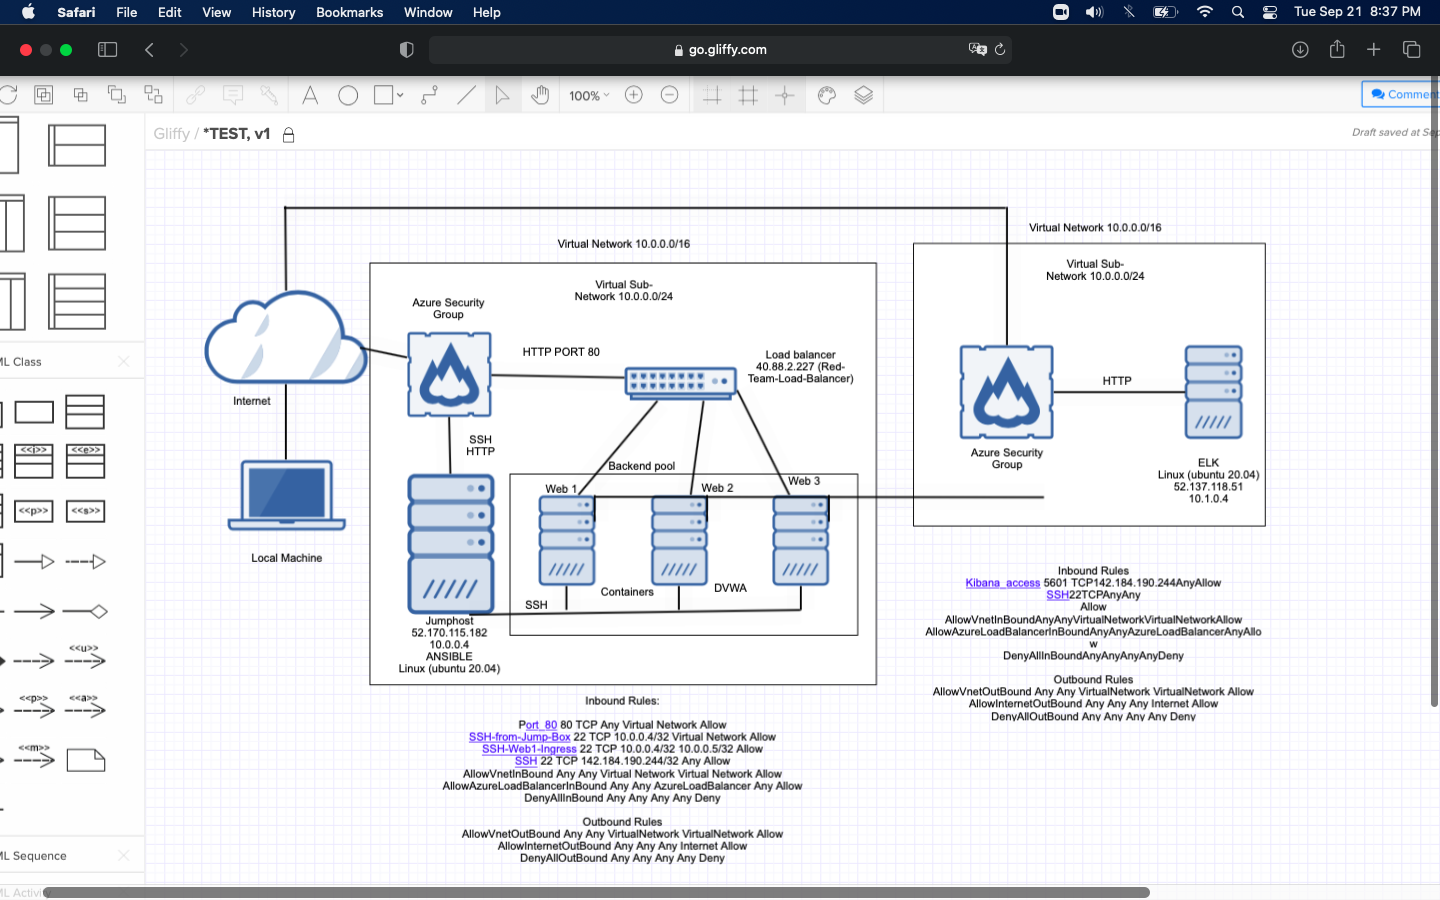 Safari File Edit View History Bookmarks Window Help
Tue Sep 21 8:37 PM
go.gliffy.com
100%
Comment
Gliffy / *TEST, v1
Draft saved at Sep
ML Class
<<i>>
<<e>>
<<p>>
<<s>>
<<u>>
<<p>>
<<a>>
<<m>>
ML Sequence
ML Activi
Virtual Network 10.0.0.0/16
Virtual Sub-
Network 10.0.0.0/24
Azure Security
Group
HTTP PORT 80
Load balancer
40.88.2.227 (Red-
Team-Load-Balancer)
Internet
SSH
HTTP
Backend pool
Web 1
Web 2
Web 3
Local Machine
Containers
DVWA
SSH
Jumphost
52.170.115.182
10.0.0.4
ANSIBLE
Linux (ubuntu 20.04)
Inbound Rules:
Port_80 80 TCP Any Virtual Network Allow
SSH-from-Jump-Box 22 TCP 10.0.0.4/32 Virtual Network Allow
SSH-Web1-Ingress 22 TCP 10.0.0.4/32 10.0.0.5/32 Allow
SSH 22 TCP 142.184.190.244/32 Any Allow
AllowVnetInBound Any Any Virtual Network Virtual Network Allow
AllowAzureLoadBalancerInBound Any Any AzureLoadBalancer Any Allow
DenyAllInBound Any Any Any Any Deny
Outbound Rules
AllowVnetOutBound Any Any VirtualNetwork VirtualNetwork Allow
AllowInternetOutBound Any Any Any Internet Allow
DenyAllOutBound Any Any Any Any Deny
Virtual Network 10.0.0.0/16
Virtual Sub-
Network 10.0.0.0/24
HTTP
Azure Security
Group
ELK
Linux (ubuntu 20.04)
52.137.118.51
10.1.0.4
Inbound Rules
Kibana_access 5601 TCP142.184.190.244AnyAllow
SSH22TCPAnyAny
Allow
AllowVnetInBoundAnyAnyVirtualNetworkVirtualNetworkAllow
AllowAzureLoadBalancerInBoundAnyAnyAzureLoadBalancerAnyAllo
w
DenyAllInBoundAnyAnyAnyAnyDeny
Outbound Rules
AllowVnetOutBound Any Any VirtualNetwork VirtualNetwork Allow
AllowInternetOutBound Any Any Any Internet Allow
DenyAllOutBound Any Any Any Any Deny